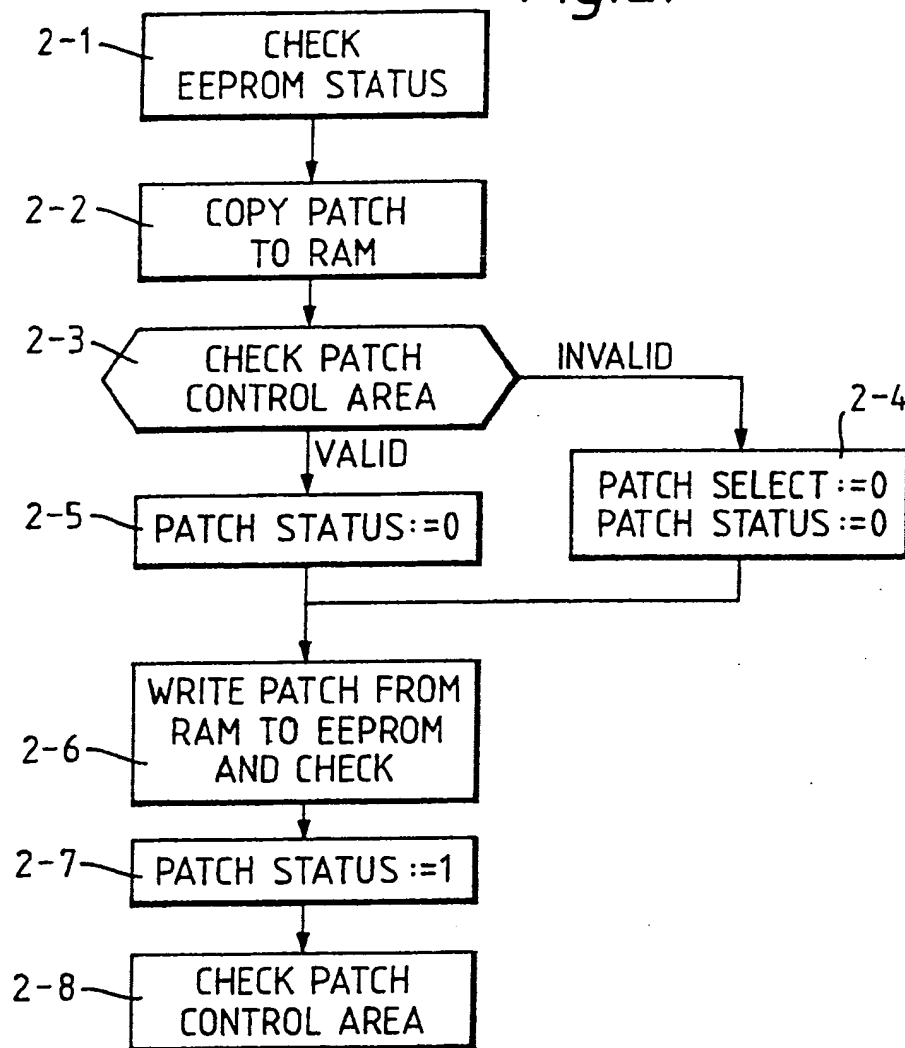 Fig.2.
2-1
CHECK
EEPROM STATUS
2-2
COPY PATCH
TO RAM
2-3
CHECK PATCH
CONTROL AREA
INVALID
2-4
VALID
PATCH SELECT :=0
PATCH STATUS :=0
2-5
PATCH STATUS :=0
WRITE PATCH FROM
RAM TO EEPROM
AND CHECK
2-6
2-7
PATCH STATUS :=1
2-8
CHECK PATCH
CONTROL AREA